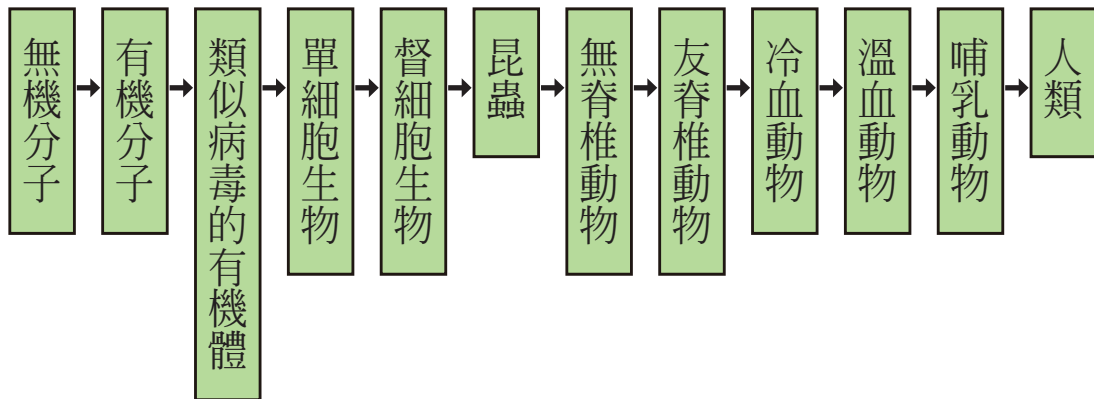 無機分子
有機分子
類似病毒的有機體
單細胞生物
督細胞生物
昆蟲
無脊椎動物
友脊椎動物
冷血動物
溫血動物
哺乳動物
人類